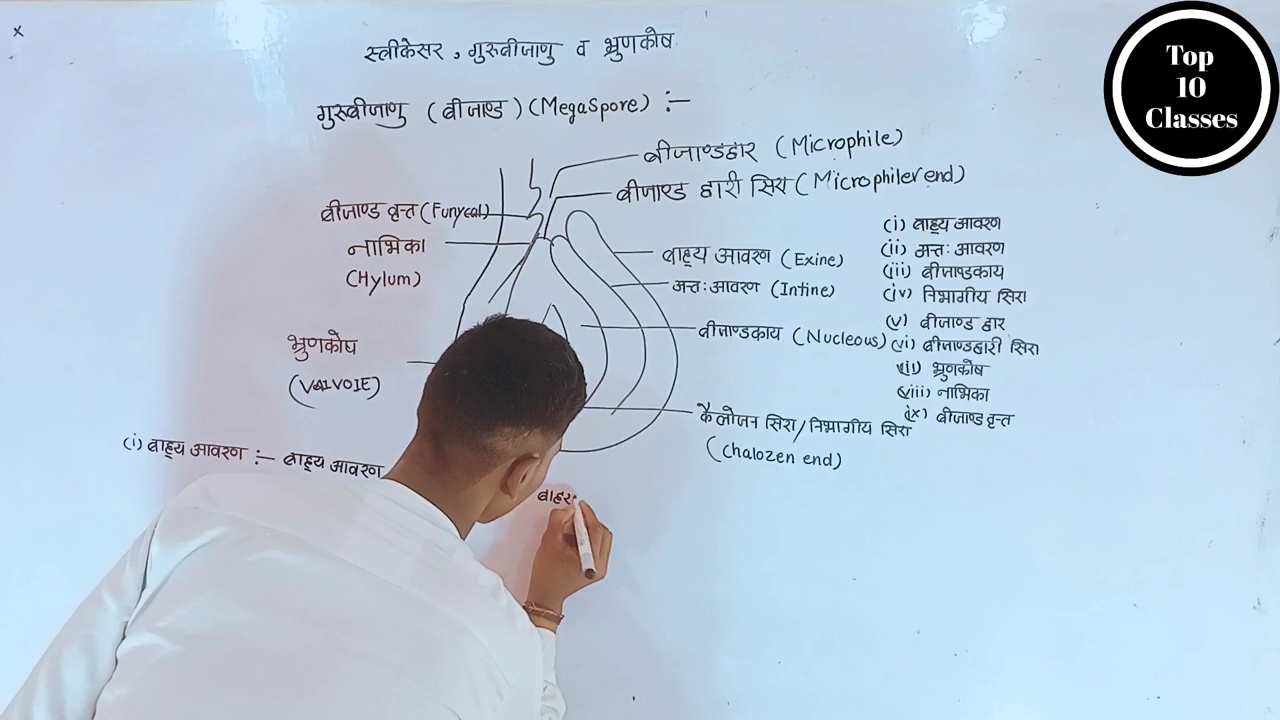 स्त्रीकेसर, गुरुबीजाणु व भ्रुणकोष
गुरुबीजाणु (बीजाण्ड) (MegaSpore) :-
बीजाण्डद्वार (Microphile)
बीजाण्ड द्वारी सिरा (Microphiler end)
बीजाण्ड वृन्त (Funycal)
नाभिका
(Hylum)
भ्रुणकोष
(VALVOIE)
बाह्य आवरण (Exine)
अन्तः आवरण (Intine)
बीजाण्डकाय (Nucleous)
कैलोजन सिरा/निभागीय सिरा
(Chalozen end)
(i) बाह्य आवरण
(ii) अन्तः आवरण
(iii) बीजाण्डकाय
(iv) निभागीय सिरा
(v) बीजाण्ड द्वार
(vi) बीजाण्डद्वारी सिरा
(vii) भ्रुणकोष
(viii) नाभिका
(ix) बीजाण्ड वृन्त
(i) बाह्य आवरण :- बाह्य आवरण
बाहर
Top
10
Classes